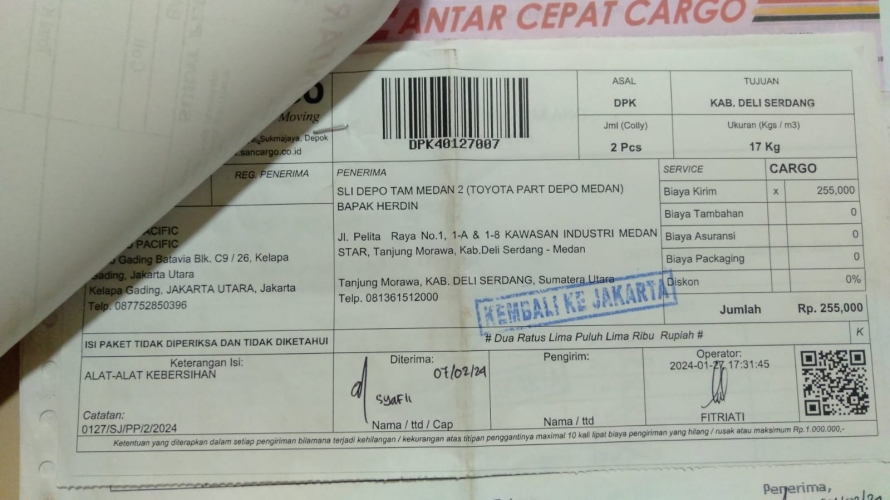 ANTAR CEPAT CARGO
Moving
Sukmajaya, Depok
.sancargo.co.id
DPK40127007
ASAL
DPK
TUJUAN
KAB. DELI SERDANG
Jml (Colly)
2 Pcs
Ukuran (Kgs / m3)
17 Kg
REG. PENERIMA
PACIFIC
PACIFIC
Gading Batavia Blk. C9 / 26, Kelapa
Gading, Jakarta Utara
Kelapa Gading, JAKARTA UTARA, Jakarta
Telp. 087752850396
PENERIMA
SLI DEPO TAM MEDAN 2 (TOYOTA PART DEPO MEDAN)
BAPAK HERDIN
Jl. Pelita Raya No.1, 1-A & 1-8 KAWASAN INDUSTRI MEDAN
STAR, Tanjung Morawa, Kab.Deli Serdang - Medan
Tanjung Morawa, KAB. DELI SERDANG, Sumatera Utara
Telp. 081361512000
KEMBALI KE JAKARTA
SERVICE CARGO
Biaya Kirim x 255,000
Biaya Tambahan 0
Biaya Asuransi 0
Biaya Packaging 0
Diskon 0%
Jumlah Rp. 255,000
ISI PAKET TIDAK DIPERIKSA DAN TIDAK DIKETAHUI
# Dua Ratus Lima Puluh Lima Ribu Rupiah #
K
Keterangan Isi:
ALAT-ALAT KEBERSIHAN
Catatan:
0127/SJ/PP/2/2024
Diterima:
07/02/24
Syafli
Nama / ttd / Cap
Pengirim:
Nama / ttd
Operator:
2024-01-27 17:31:45
FITRIATI
Ketentuan yang diterapkan dalam setiap pengiriman bilamana terjadi kehilangan / kekurangan atas titipan penggantinya maximal 10 kali lipat biaya pengiriman yang hilang / rusak atau maksimum Rp.1.000.000,-
Penerima,